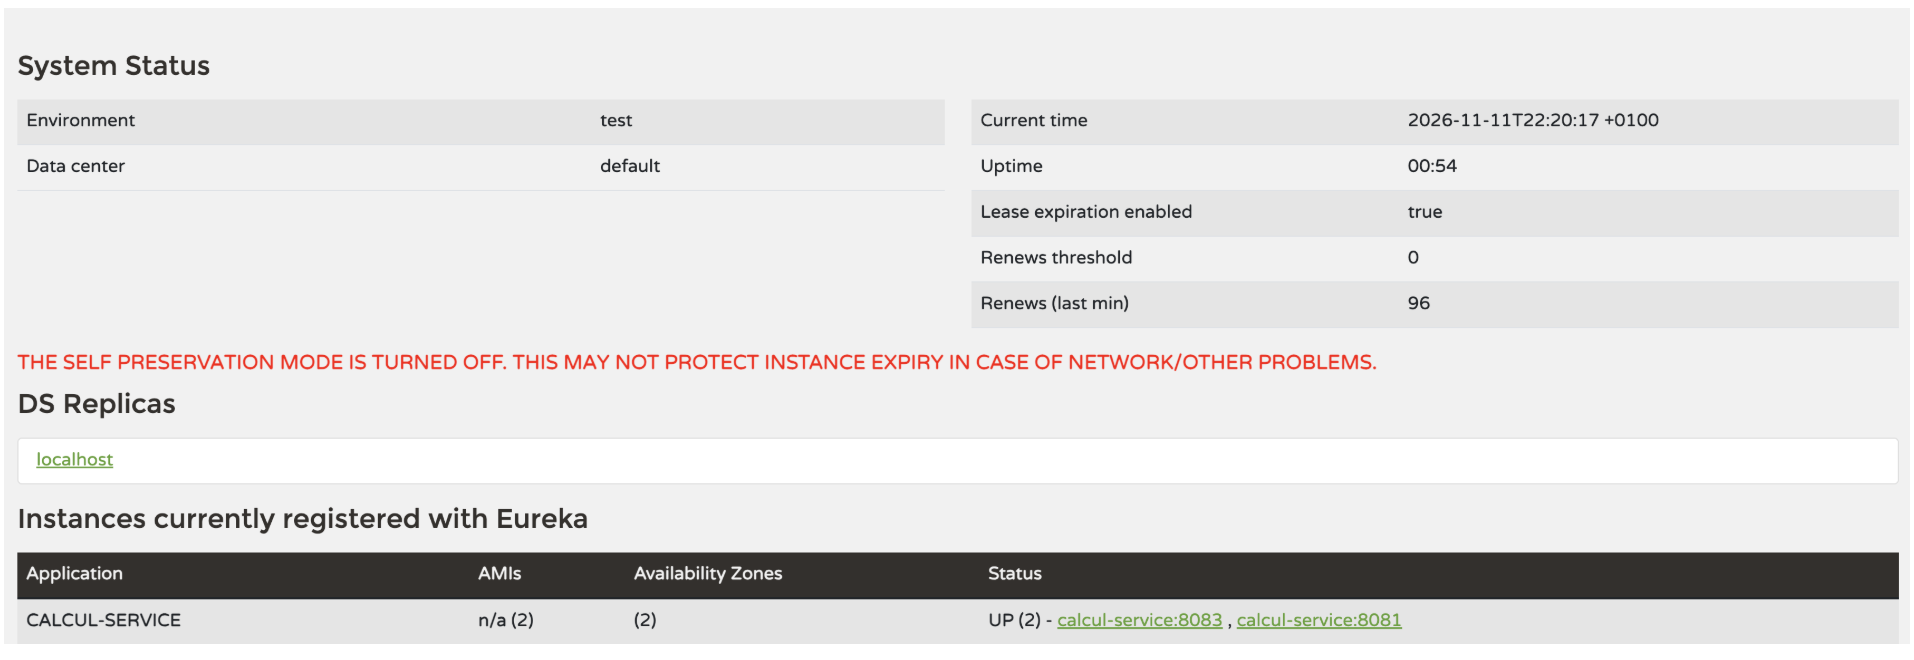 System Status
Environment test
Data center default
Current time 2026-11-11T22:20:17 +0100
Uptime 00:54
Lease expiration enabled true
Renews threshold 0
Renews (last min) 96
THE SELF PRESERVATION MODE IS TURNED OFF. THIS MAY NOT PROTECT INSTANCE EXPIRY IN CASE OF NETWORK/OTHER PROBLEMS.
DS Replicas
localhost
Instances currently registered with Eureka
Application AMIs Availability Zones Status
CALCUL-SERVICE n/a (2) (2) UP (2) - calcul-service:8083 , calcul-service:8081